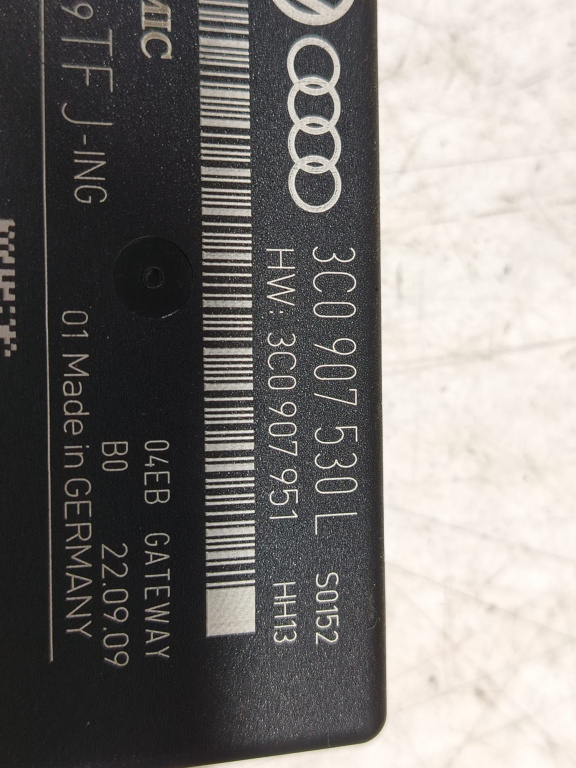 3C0 907 530 L S0152
HW: 3C0 907 951 HH13
04EB GATEWAY
B0 22.09.09
TFJ-ING
01 Made in GERMANY